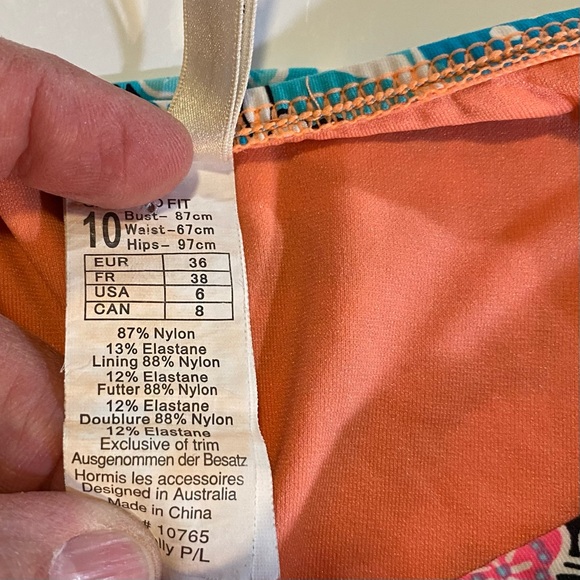 FIT
10
Bust- 87cm
Waist-67cm
Hips- 97cm
EUR 36
FR 38
USA 6
CAN 8
87% Nylon
13% Elastane
Lining 88% Nylon
12% Elastane
Futter 88% Nylon
12% Elastane
Doublure 88% Nylon
12% Elastane
Exclusive of trim
Ausgenommen der Besatz
Hormis les accessoires
Designed in Australia
Made in China
# 10765
P/L